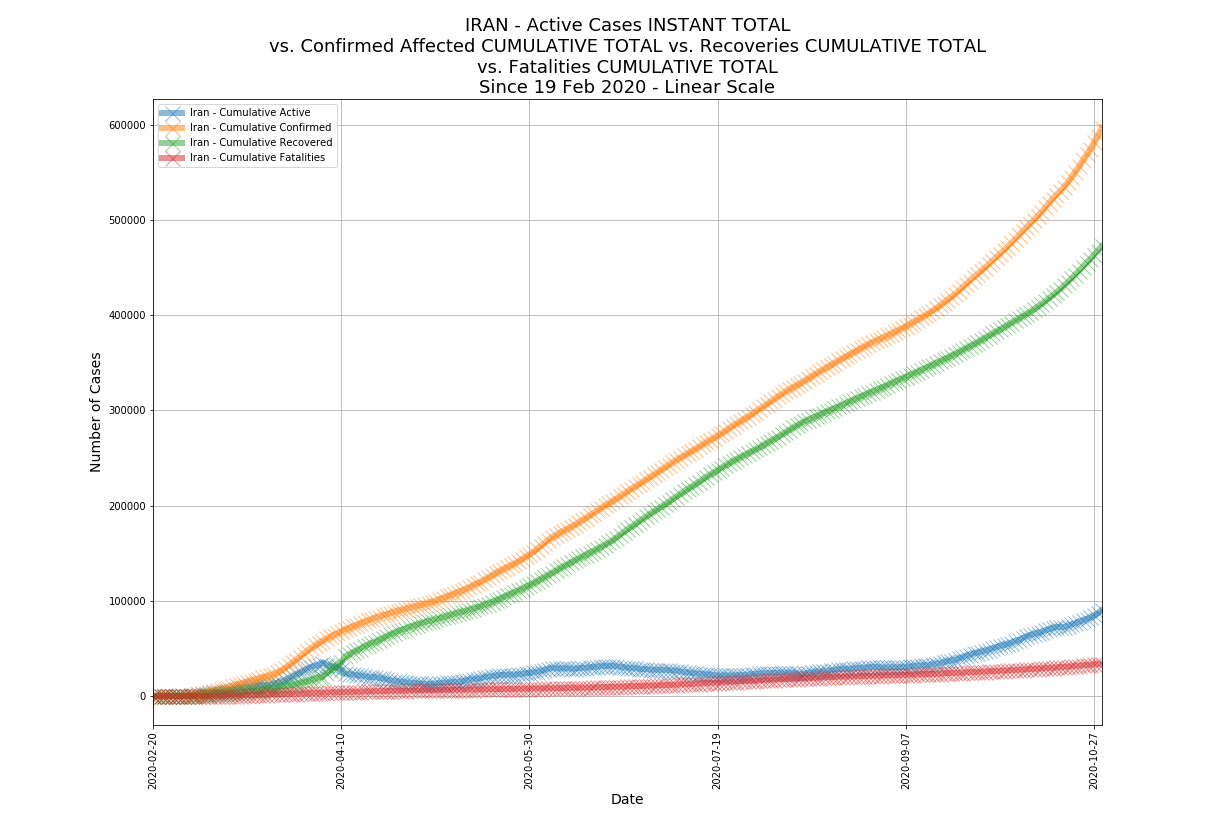 IRAN - Active Cases INSTANT TOTAL
vs. Confirmed Affected CUMULATIVE TOTAL vs. Recoveries CUMULATIVE TOTAL
vs. Fatalities CUMULATIVE TOTAL
Since 19 Feb 2020 - Linear Scale
Iran - Cumulative Active
Iran - Cumulative Confirmed
Iran - Cumulative Recovered
Iran - Cumulative Fatalities
Number of Cases
600000
500000
400000
300000
200000
100000
0
2020-02-20
2020-04-10
2020-05-30
2020-07-19
2020-09-07
2020-10-27
Date